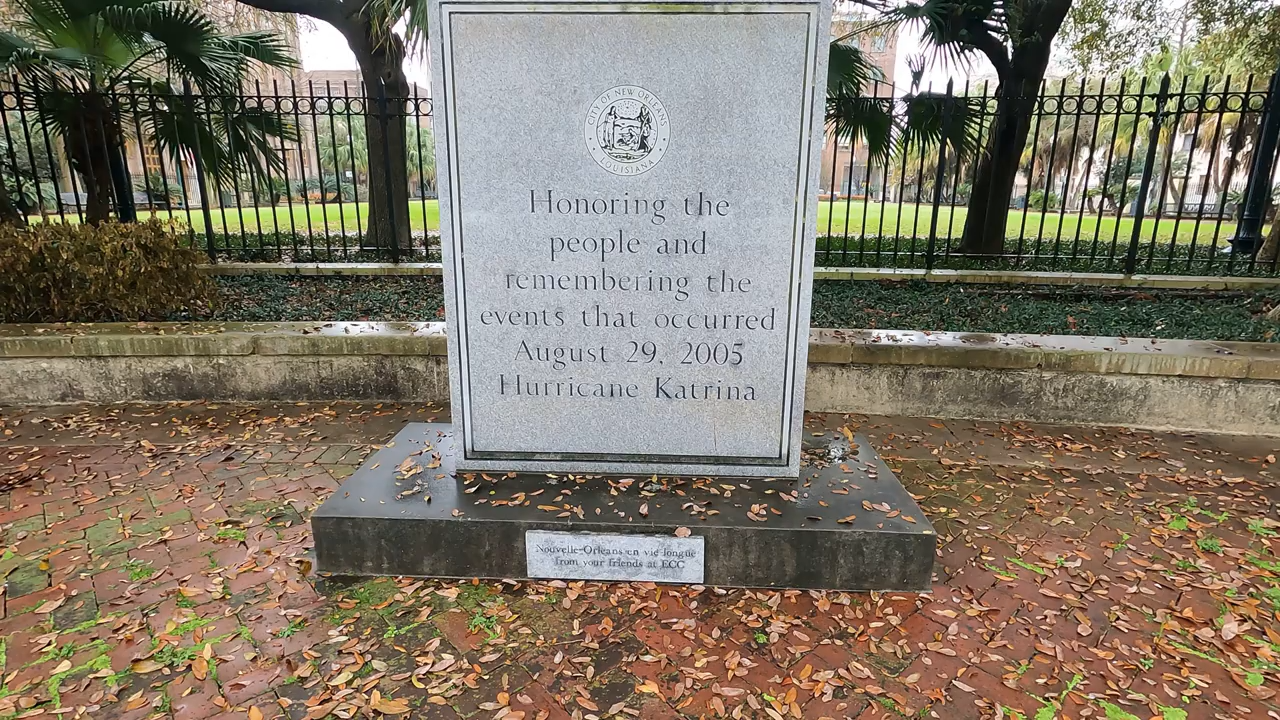 CITY OF NEW ORLEANS
LOUISIANA
Honoring the
people and
remembering the
events that occurred
August 29, 2005
Hurricane Katrina
Nouvelle-Orleans en vie longue
from your friends at ECC